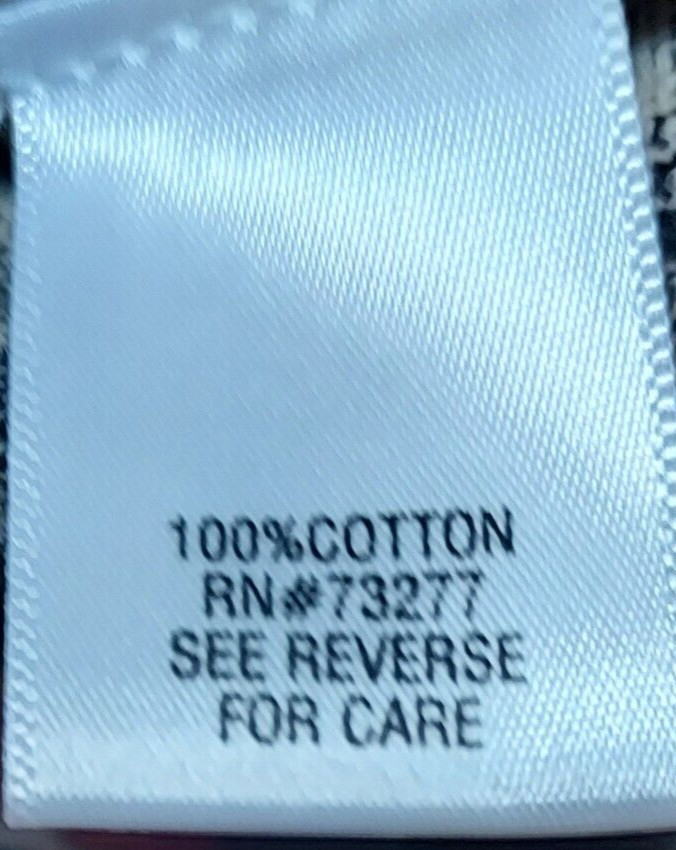 100%COTTON
RN#73277
SEE REVERSE
FOR CARE